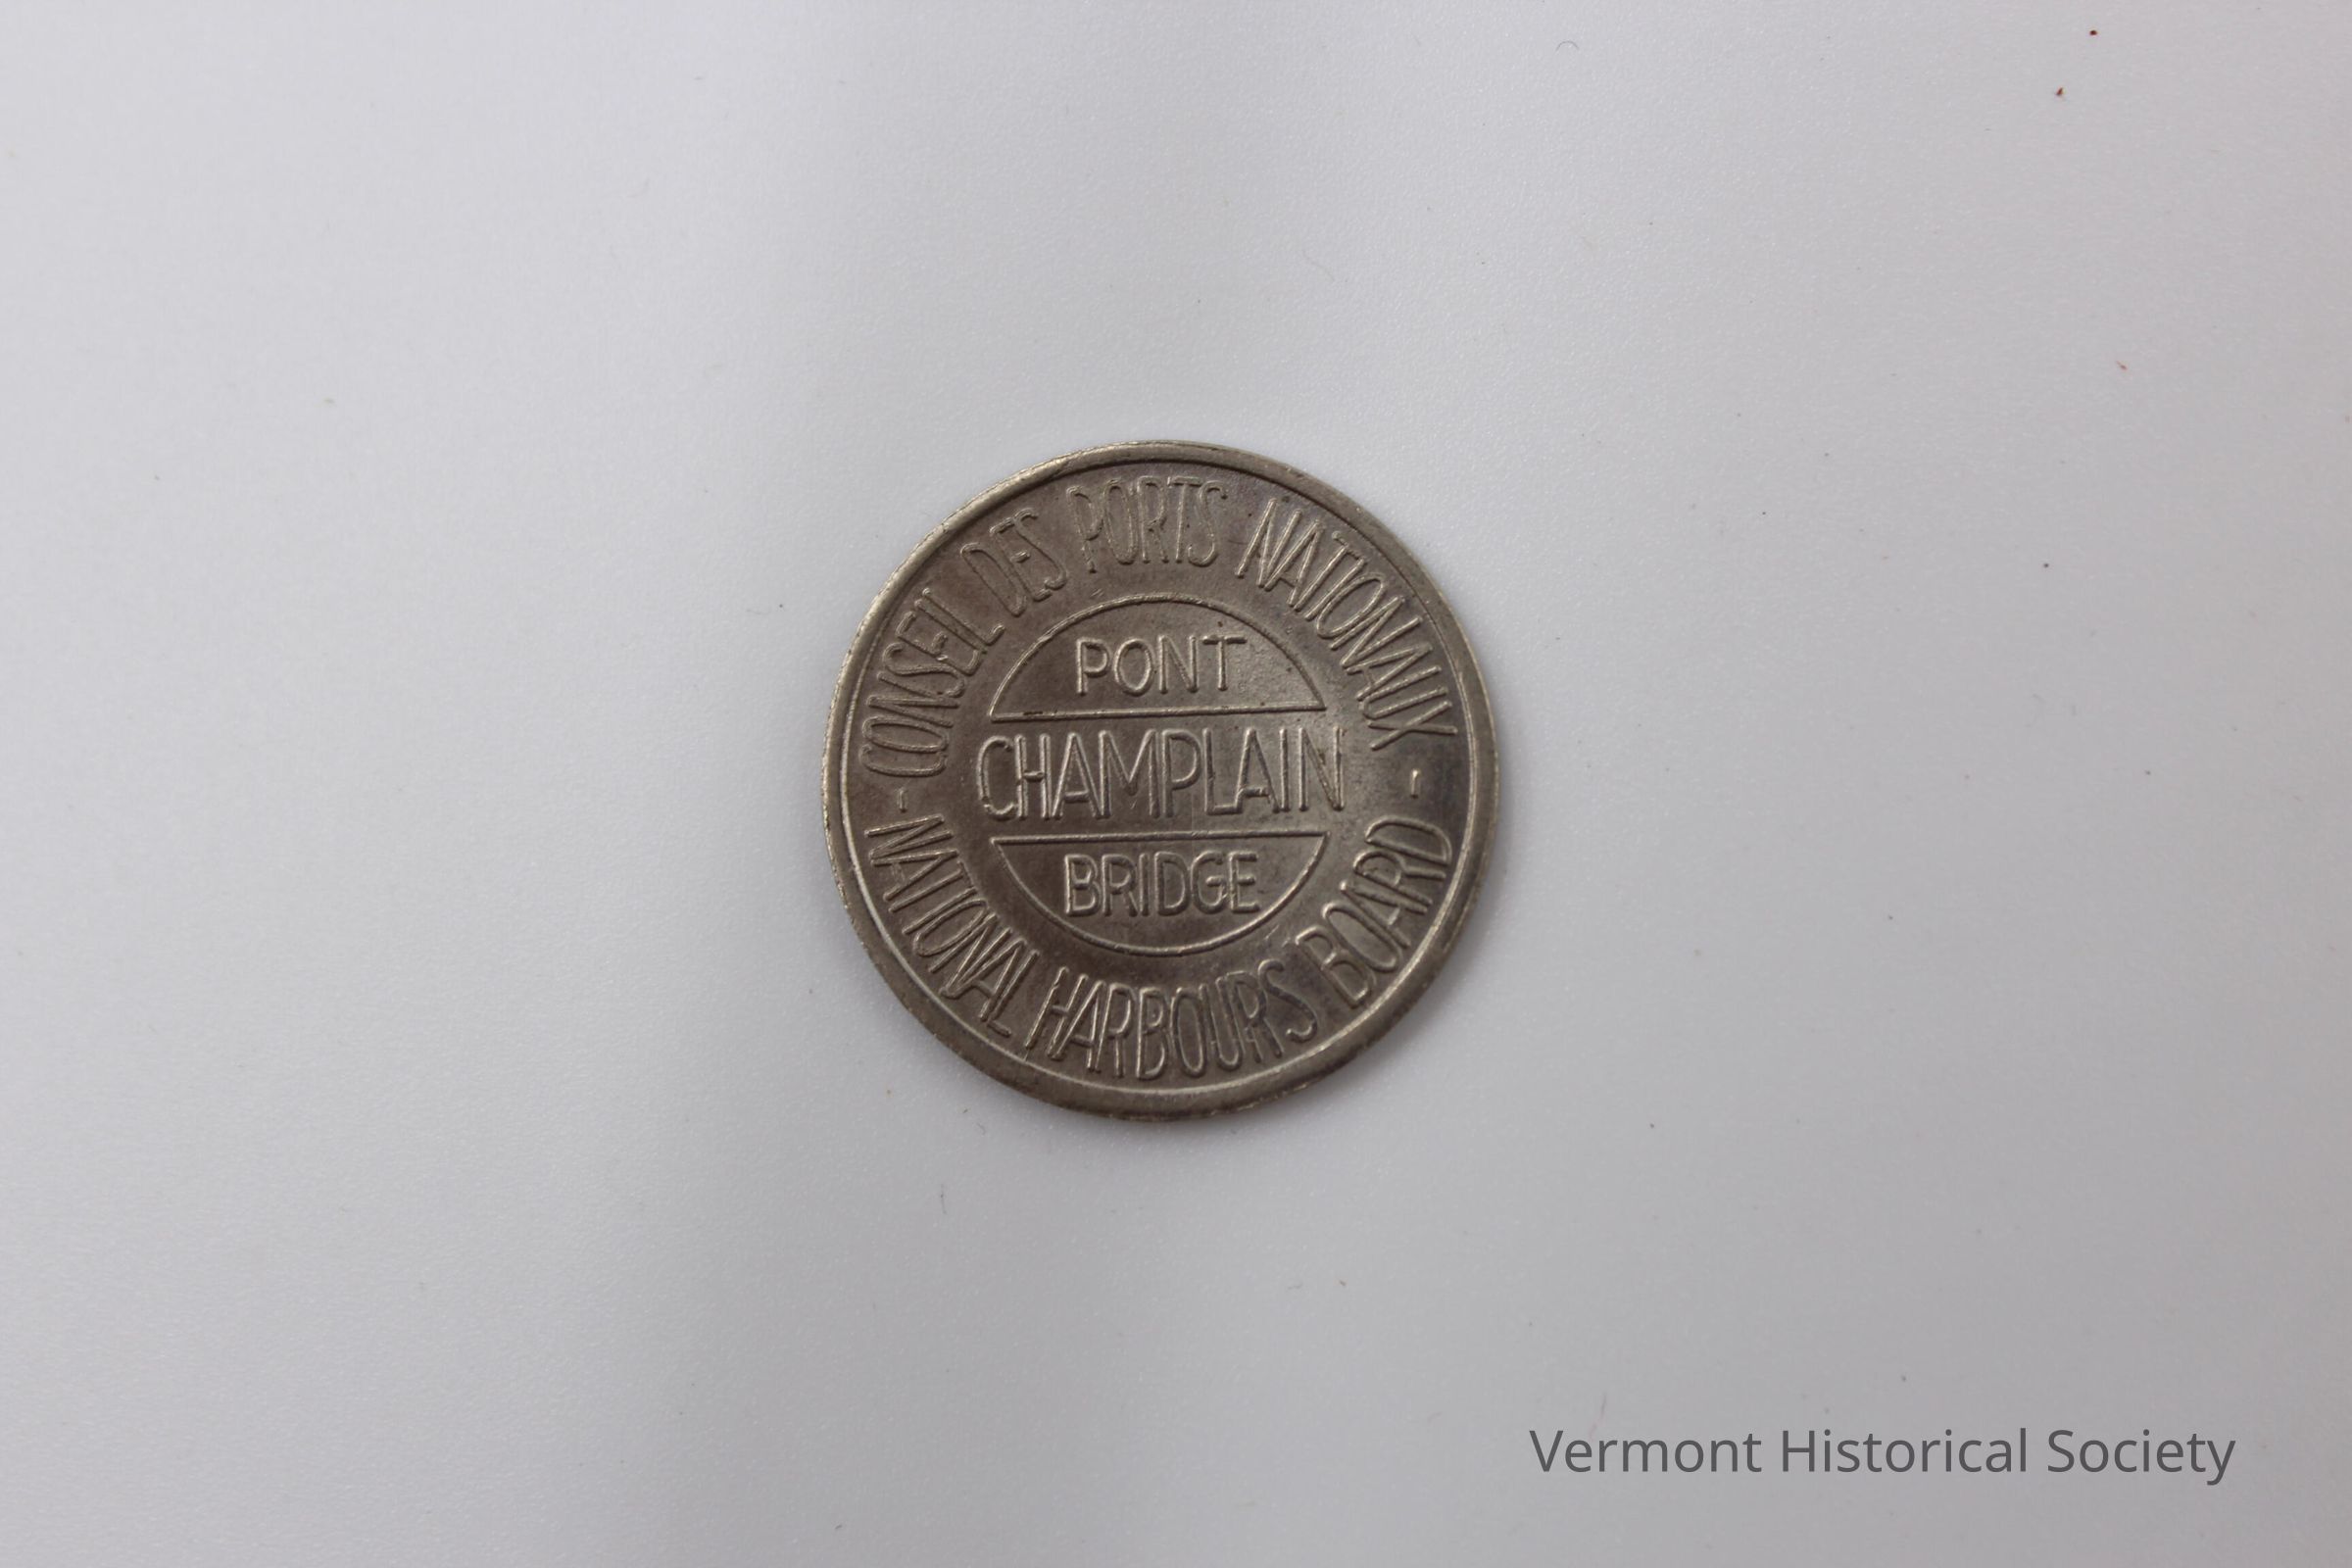 CONSEIL DES PORTS NATIONAUX
PONT
CHAMPLAIN
BRIDGE
NATIONAL HARBOURS BOARD
Vermont Historical Society